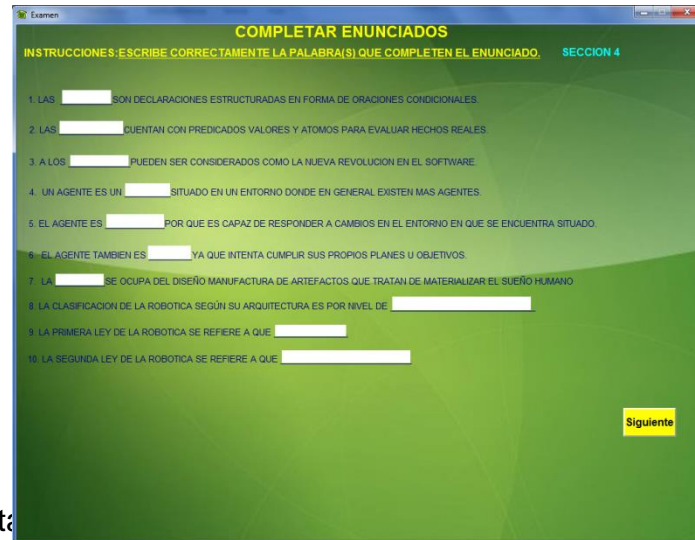 Examen
COMPLETAR ENUNCIADOS
INSTRUCCIONES:ESCRIBE CORRECTAMENTE LA PALABRA(S) QUE COMPLETEN EL ENUNCIADO. SECCION 4
1. LAS SON DECLARACIONES ESTRUCTURADAS EN FORMA DE ORACIONES CONDICIONALES.
2. LAS CUENTAN CON PREDICADOS VALORES Y ATOMOS PARA EVALUAR HECHOS REALES.
3. A LOS PUEDEN SER CONSIDERADOS COMO LA NUEVA REVOLUCION EN EL SOFTWARE.
4. UN AGENTE ES UN SITUADO EN UN ENTORNO DONDE EN GENERAL EXISTEN MAS AGENTES.
5. EL AGENTE ES POR QUE ES CAPAZ DE RESPONDER A CAMBIOS EN EL ENTORNO EN QUE SE ENCUENTRA SITUADO.
6. EL AGENTE TAMBIEN ES YA QUE INTENTA CUMPLIR SUS PROPIOS PLANES U OBJETIVOS.
7. LA SE OCUPA DEL DISEÑO MANUFACTURA DE ARTEFACTOS QUE TRATAN DE MATERIALIZAR EL SUEÑO HUMANO
8. LA CLASIFICACION DE LA ROBOTICA SEGÚN SU ARQUITECTURA ES POR NIVEL DE
9. LA PRIMERA LEY DE LA ROBOTICA SE REFIERE A QUE
10. LA SEGUNDA LEY DE LA ROBOTICA SE REFIERE A QUE
Siguiente